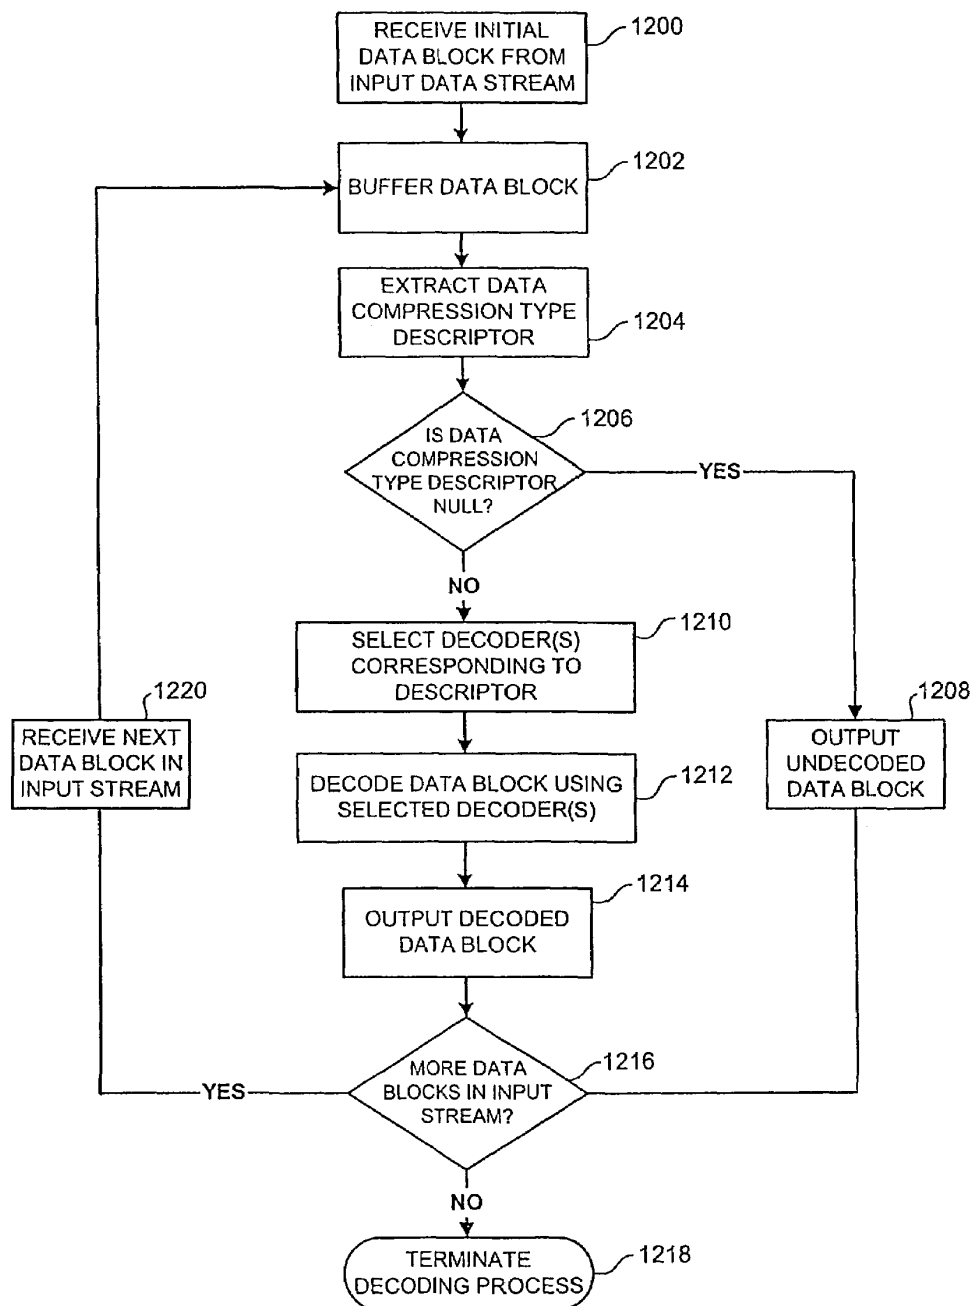 RECEIVE INITIAL
DATA BLOCK FROM
INPUT DATA STREAM
1200
BUFFER DATA BLOCK
1202
EXTRACT DATA
COMPRESSION TYPE
DESCRIPTOR
1204
IS DATA
COMPRESSION
TYPE DESCRIPTOR
NULL?
1206
YES
NO
SELECT DECODER(S)
CORRESPONDING TO
DESCRIPTOR
1210
RECEIVE NEXT
DATA BLOCK IN
INPUT STREAM
1220
OUTPUT
UNDECODED
DATA BLOCK
1208
DECODE DATA BLOCK USING
SELECTED DECODER(S)
1212
OUTPUT DECODED
DATA BLOCK
1214
MORE DATA
BLOCKS IN INPUT
STREAM?
1216
YES
NO
TERMINATE
DECODING PROCESS
1218